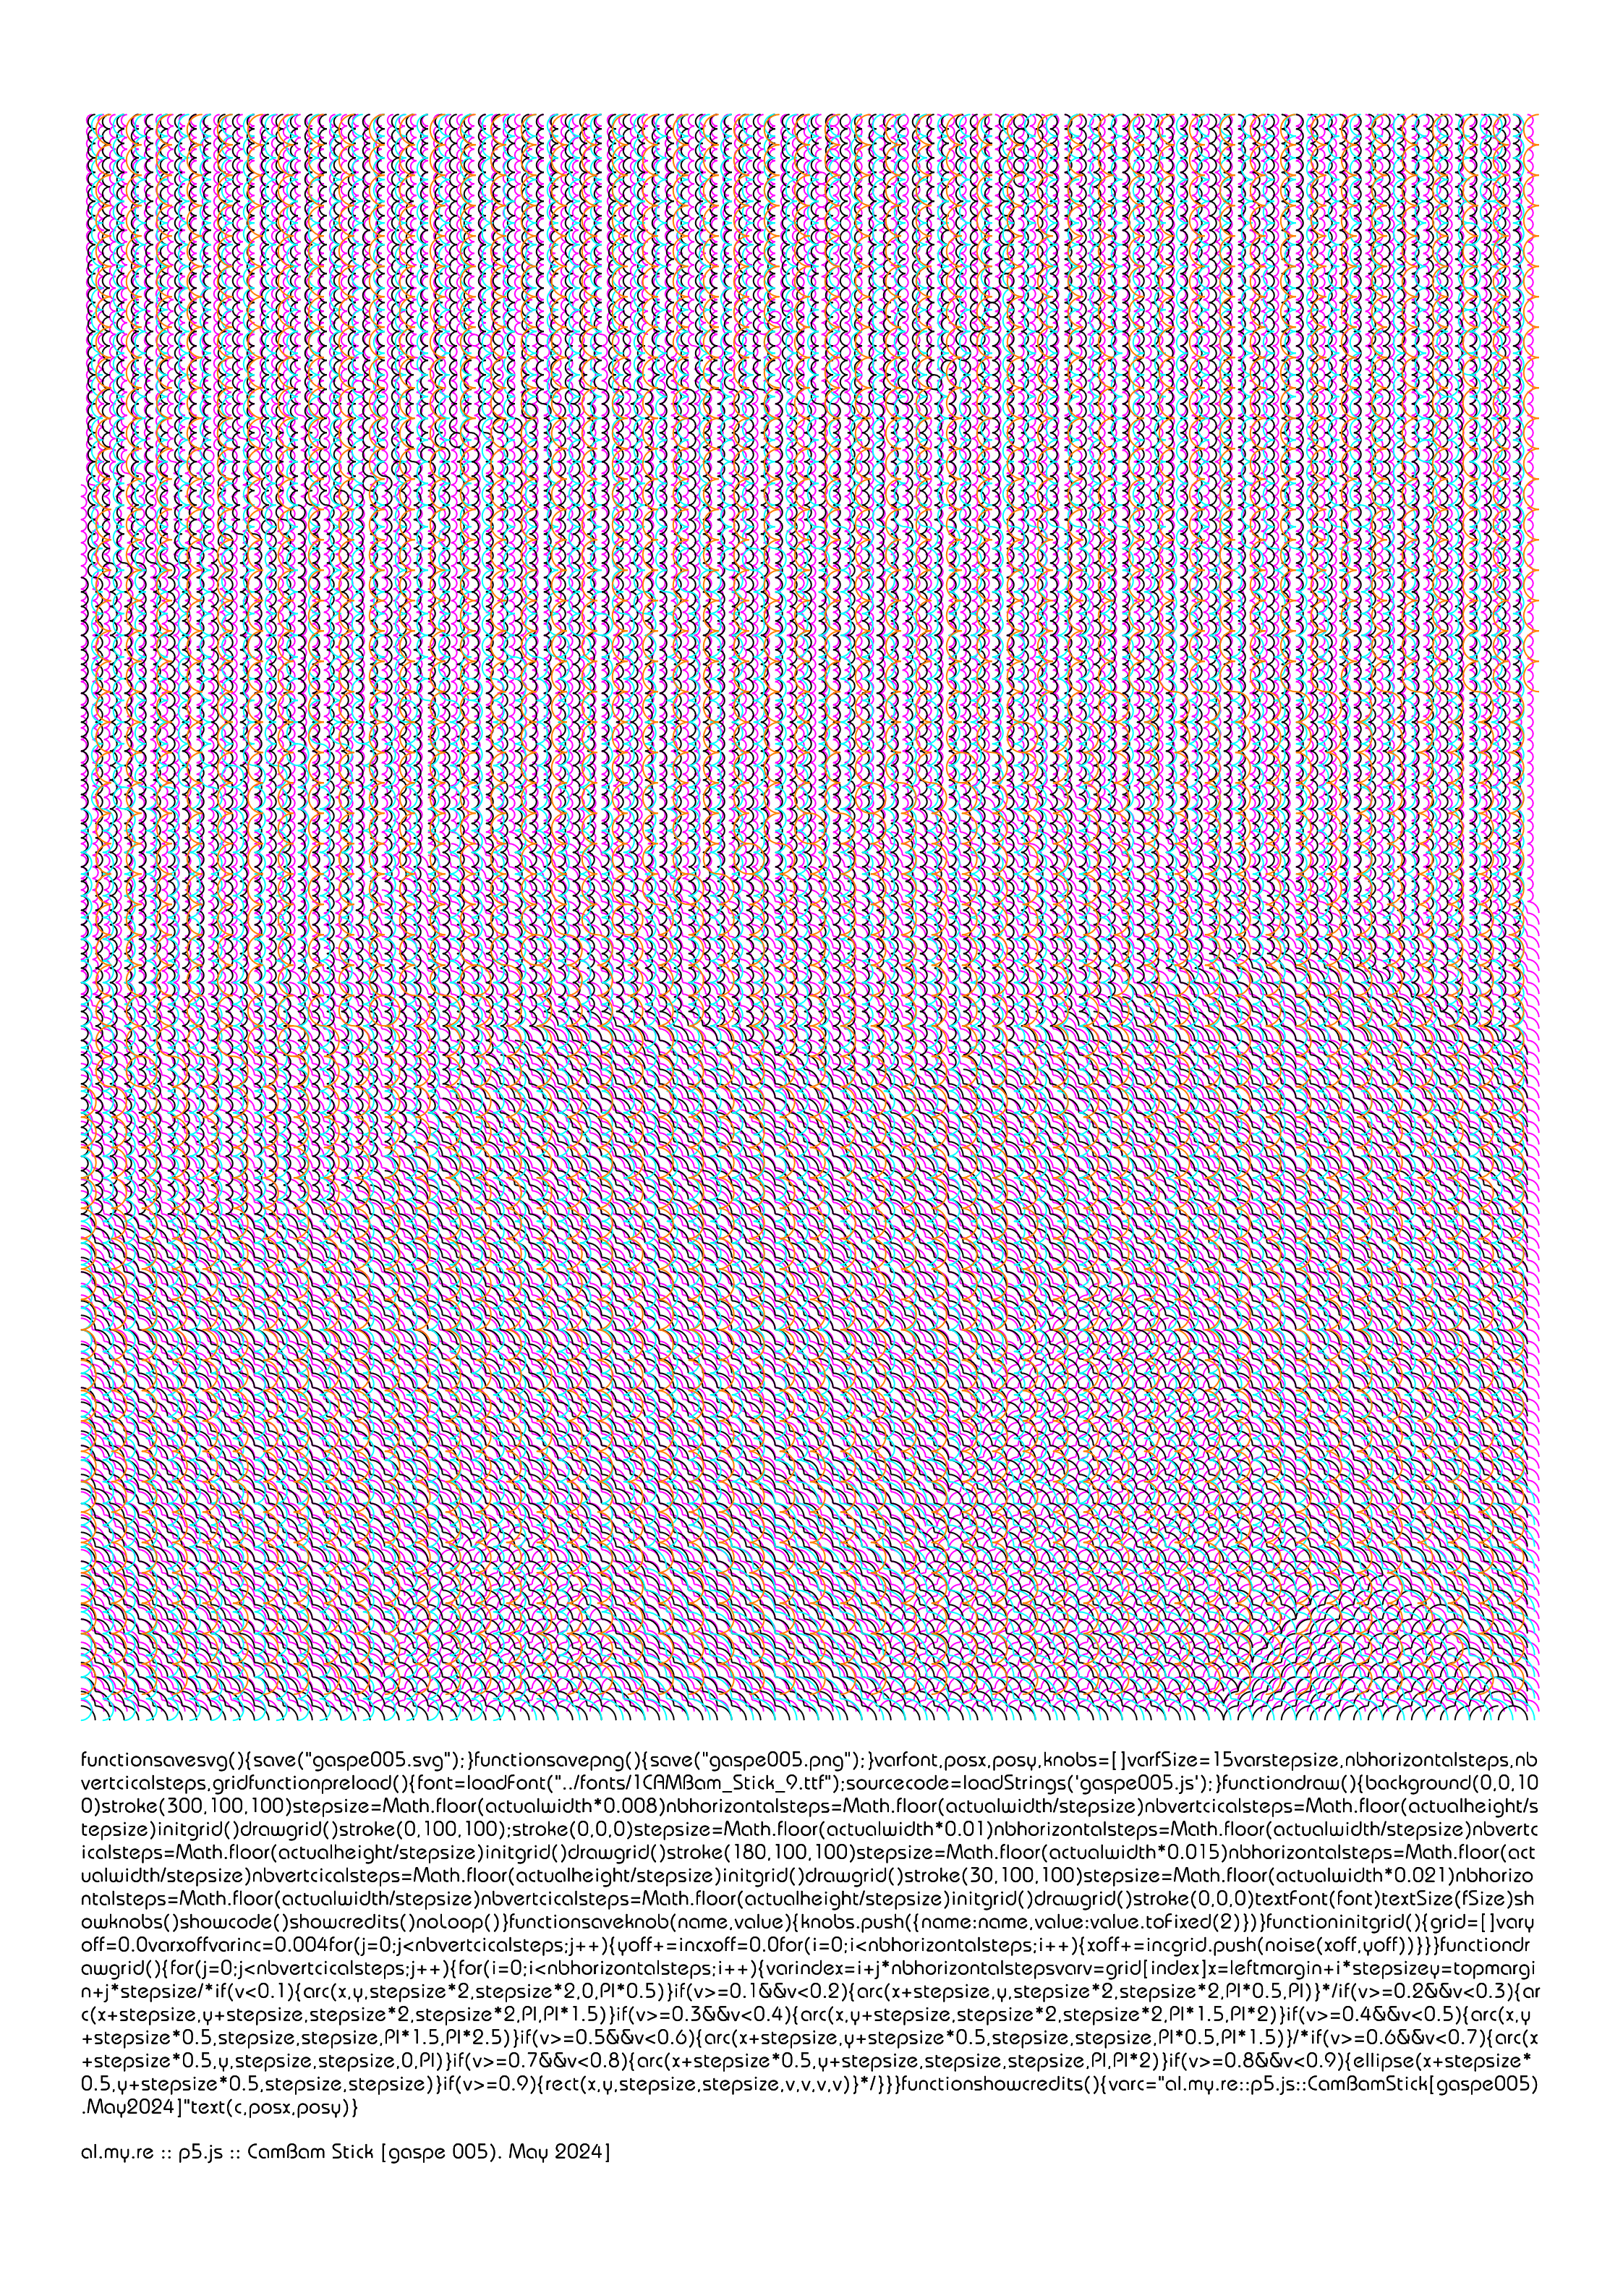 functionsavesvg(){save("gaspe005.svg");}functionsavepng(){save("gaspe005.png");}varfont,posx,posy,knobs=[]varfSize=15varstepsize,nbhorizontalsteps,nb
vertcicalsteps,gridfunctionpreload(){font=loadFont("../fonts/1CAMBam_Stick_9.ttf");sourcecode=loadStrings('gaspe005.js');}functiondraw(){background(0,0,10
0)stroke(300,100,100)stepsize=Math.floor(actualwidth*0.008)nbhorizontalsteps=Math.floor(actualwidth/stepsize)nbvertcicalsteps=Math.floor(actualheight/s
tepsize)initgrid()drawgrid()stroke(0,100,100);stroke(0,0,0)stepsize=Math.floor(actualwidth*0.01)nbhorizontalsteps=Math.floor(actualwidth/stepsize)nbvertc
icalsteps=Math.floor(actualheight/stepsize)initgrid()drawgrid()stroke(180,100,100)stepsize=Math.floor(actualwidth*0.015)nbhorizontalsteps=Math.floor(act
ualwidth/stepsize)nbvertcicalsteps=Math.floor(actualheight/stepsize)initgrid()drawgrid()stroke(30,100,100)stepsize=Math.floor(actualwidth*0.021)nbhorizo
ntalsteps=Math.floor(actualwidth/stepsize)nbvertcicalsteps=Math.floor(actualheight/stepsize)initgrid()drawgrid()stroke(0,0,0)textFont(font)textSize(fSize)sh
owknobs()showcode()showcredits()noLoop()}functionsaveknob(name,value){knobs.push({name:name,value:value.toFixed(2)})}functioninitgrid(){grid=[]vary
off=0.0varxoffvarinc=0.004for(j=0;j<nbvertcicalsteps;j++){yoff+=incxoff=0.0for(i=0;i<nbhorizontalsteps;i++){xoff+=incgrid.push(noise(xoff,yoff))}}}functiondr
awgrid(){for(j=0;j<nbvertcicalsteps;j++){for(i=0;i<nbhorizontalsteps;i++){varindex=i+j*nbhorizontalstepsvarv=grid[index]x=leftmargin+i*stepsizey=topmargi
n+j*stepsize/*if(v<0.1){arc(x,y,stepsize*2,stepsize*2,0,PI*0.5)}if(v>=0.1&&v<0.2){arc(x+stepsize,y,stepsize*2,stepsize*2,PI*0.5,PI)}*/if(v>=0.2&&v<0.3){ar
c(x+stepsize,y+stepsize,stepsize*2,stepsize*2,PI,PI*1.5)}if(v>=0.3&&v<0.4){arc(x,y+stepsize,stepsize*2,stepsize*2,PI*1.5,PI*2)}if(v>=0.4&&v<0.5){arc(x,y
+stepsize*0.5,stepsize,stepsize,PI*1.5,PI*2.5)}if(v>=0.5&&v<0.6){arc(x+stepsize,y+stepsize*0.5,stepsize,stepsize,PI*0.5,PI*1.5)}/*if(v>=0.6&&v<0.7){arc(x
+stepsize*0.5,y,stepsize,stepsize,0,PI)}if(v>=0.7&&v<0.8){arc(x+stepsize*0.5,y+stepsize,stepsize,stepsize,PI,PI*2)}if(v>=0.8&&v<0.9){ellipse(x+stepsize*
0.5,y+stepsize*0.5,stepsize,stepsize)}if(v>=0.9){rect(x,y,stepsize,stepsize,v,v,v,v)}*/}}}functionshowcredits(){varc="al.my.re::p5.js::CamBamStick[gaspe005)
.May2024]"text(c,posx,posy)}
al.my.re :: p5.js :: CamBam Stick [gaspe 005). May 2024]